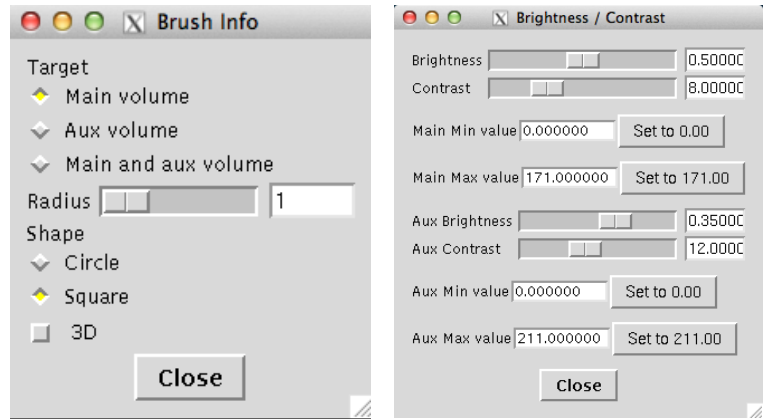 Brush Info
Target
Main volume
Aux volume
Main and aux volume
Radius 1
Shape
Circle
Square
3D
Close
Brightness / Contrast
Brightness 0.50000
Contrast 8.00000
Main Min value 0.000000 Set to 0.00
Main Max value 171.000000 Set to 171.00
Aux Brightness 0.35000
Aux Contrast 12.0000
Aux Min value 0.000000 Set to 0.00
Aux Max value 211.000000 Set to 211.00
Close